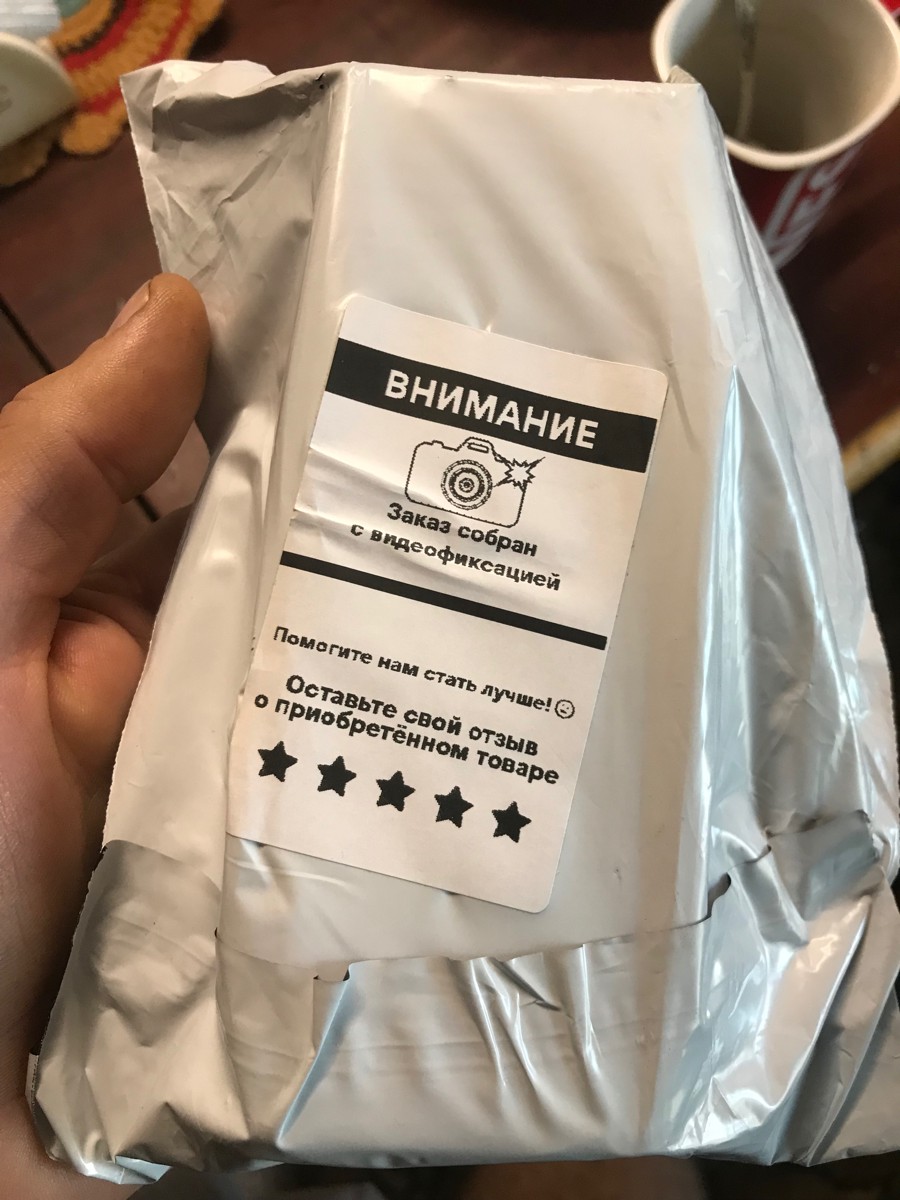 ВНИМАНИЕ
Заказ собран
с видеофиксацией
Помогите нам стать лучше!
Оставьте свой отзыв
о приобретённом товаре